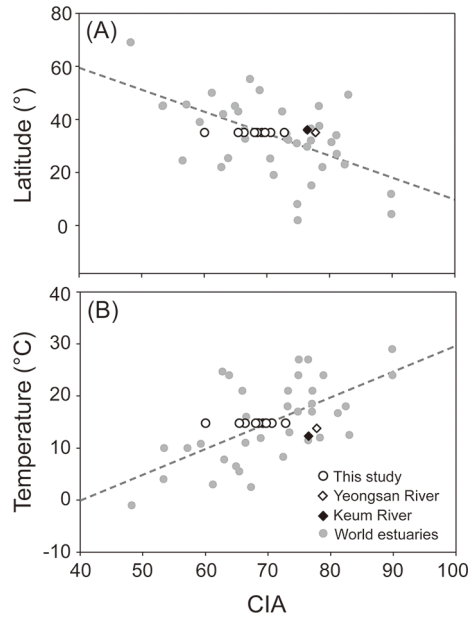 (A)
80
60
40
20
0
Latitude (°)
(B)
40
30
20
10
0
-10
Temperature (°C)
This study
Yeongsan River
Keum River
World estuaries
40 50 60 70 80 90 100
CIA